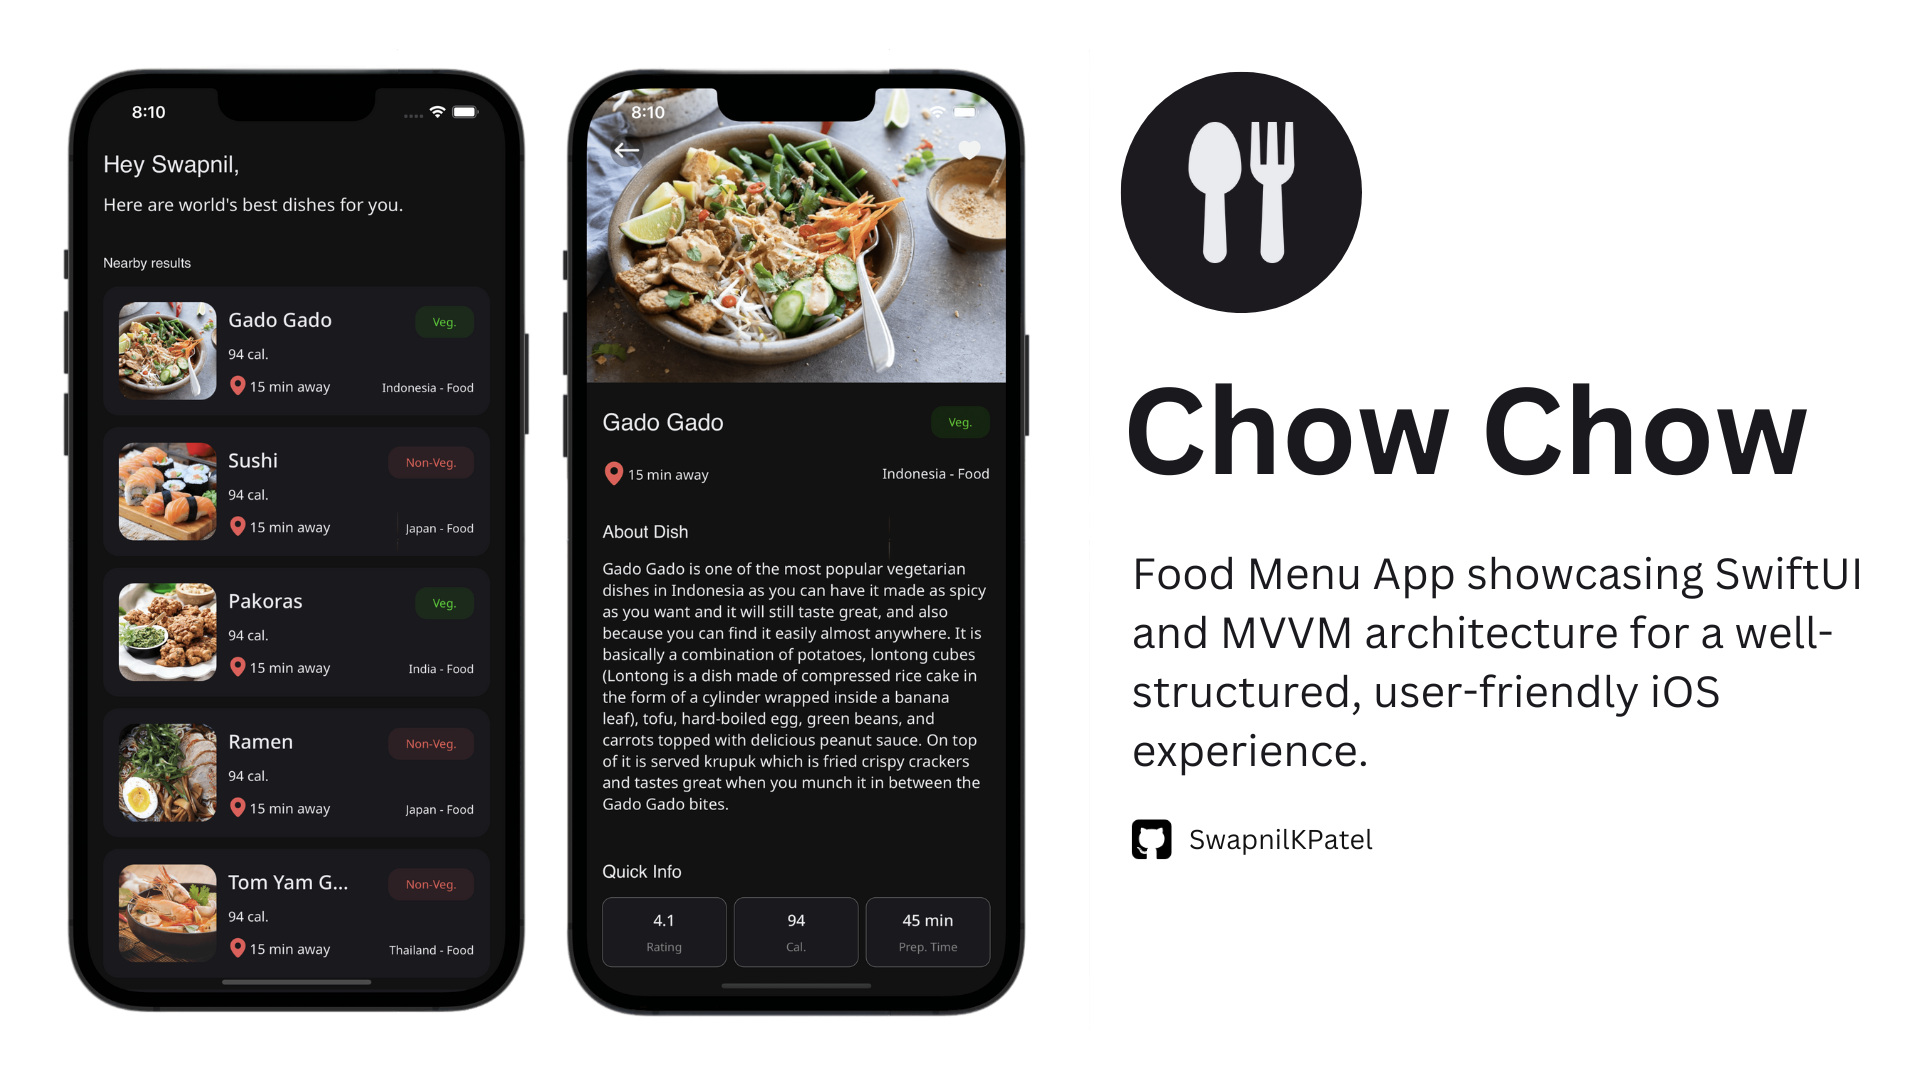 8:10
Hey Swapnil,
Here are world's best dishes for you.
Nearby results
Gado Gado
Veg.
94 cal.
15 min away
Indonesia - Food
Sushi
Non-Veg.
94 cal.
15 min away
Japan - Food
Pakoras
Veg.
94 cal.
15 min away
India - Food
Ramen
Non-Veg.
94 cal.
15 min away
Japan - Food
Tom Yam G...
Non-Veg.
94 cal.
15 min away
Thailand - Food
8:10
Gado Gado
Veg.
15 min away
Indonesia - Food
About Dish
Gado Gado is one of the most popular vegetarian
dishes in Indonesia as you can have it made as spicy
as you want and it will still taste great, and also
because you can find it easily almost anywhere. It is
basically a combination of potatoes, lontong cubes
(Lontong is a dish made of compressed rice cake in
the form of a cylinder wrapped inside a banana
leaf), tofu, hard-boiled egg, green beans, and
carrots topped with delicious peanut sauce. On top
of it is served krupuk which is fried crispy crackers
and tastes great when you munch it in between the
Gado Gado bites.
Quick Info
4.1
Rating
94
Cal.
45 min
Prep. Time
Chow Chow
Food Menu App showcasing SwiftUI
and MVVM architecture for a well-
structured, user-friendly iOS
experience.
SwapnilKPatel